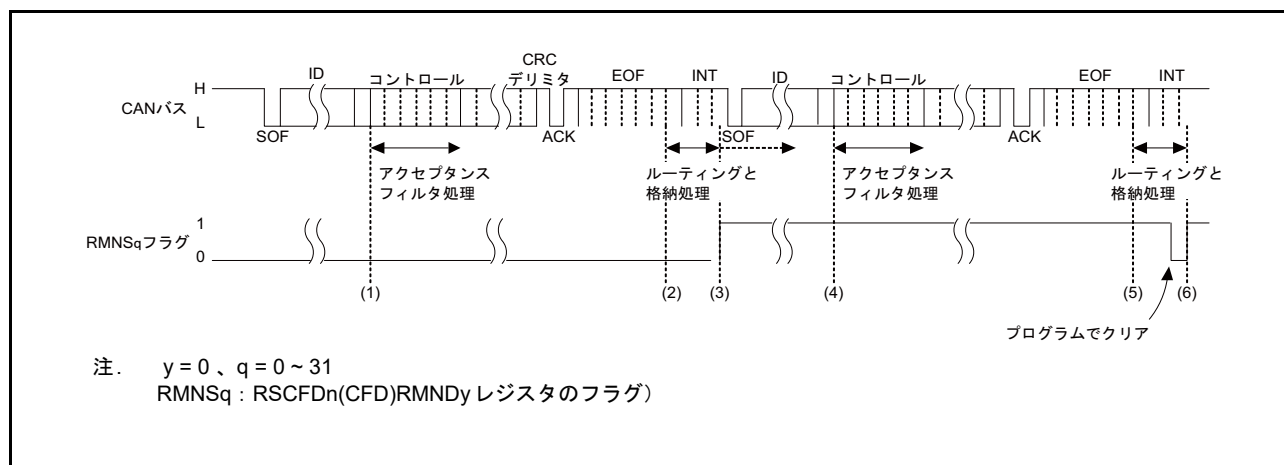 CRC
ID コントロール デリミタ EOF INT ID コントロール EOF INT
H
CANバス
L
SOF ACK SOF ACK
アクセプタンス
フィルタ処理
ルーティングと
格納処理
アクセプタンス
フィルタ処理
ルーティングと
格納処理
1
RMNSqフラグ
0
(1) (2) (3) (4) (5) (6)
プログラムでクリア
注. y = 0 、q = 0 ~ 31
RMNSq : RSCFDn(CFD)RMNDy レジスタのフラグ)